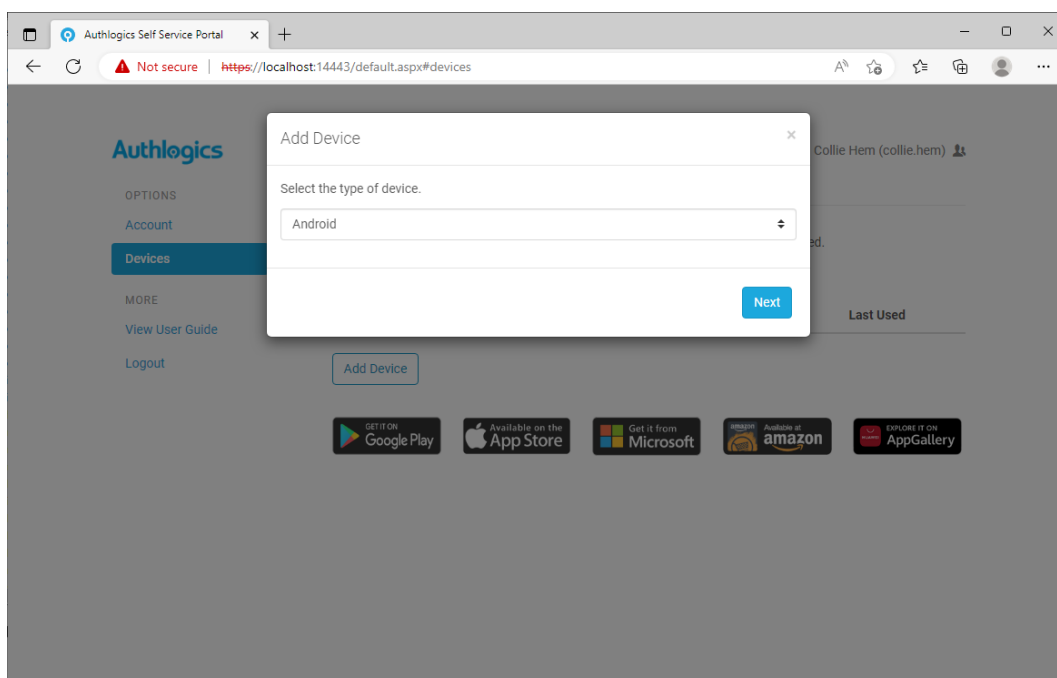 Authlogics Self Service Portal
Not secure | https://localhost:14443/default.aspx#devices
Authlogics
Collie Hem (collie.hem)
OPTIONS
Account
Devices
MORE
View User Guide
Logout
Add Device
Select the type of device.
Android
Next
ed.
Last Used
Add Device
GET IT ON
Google Play
Available on the
App Store
Get it from
Microsoft
amazon
Available at
amazon
EXPLORE IT ON
AppGallery